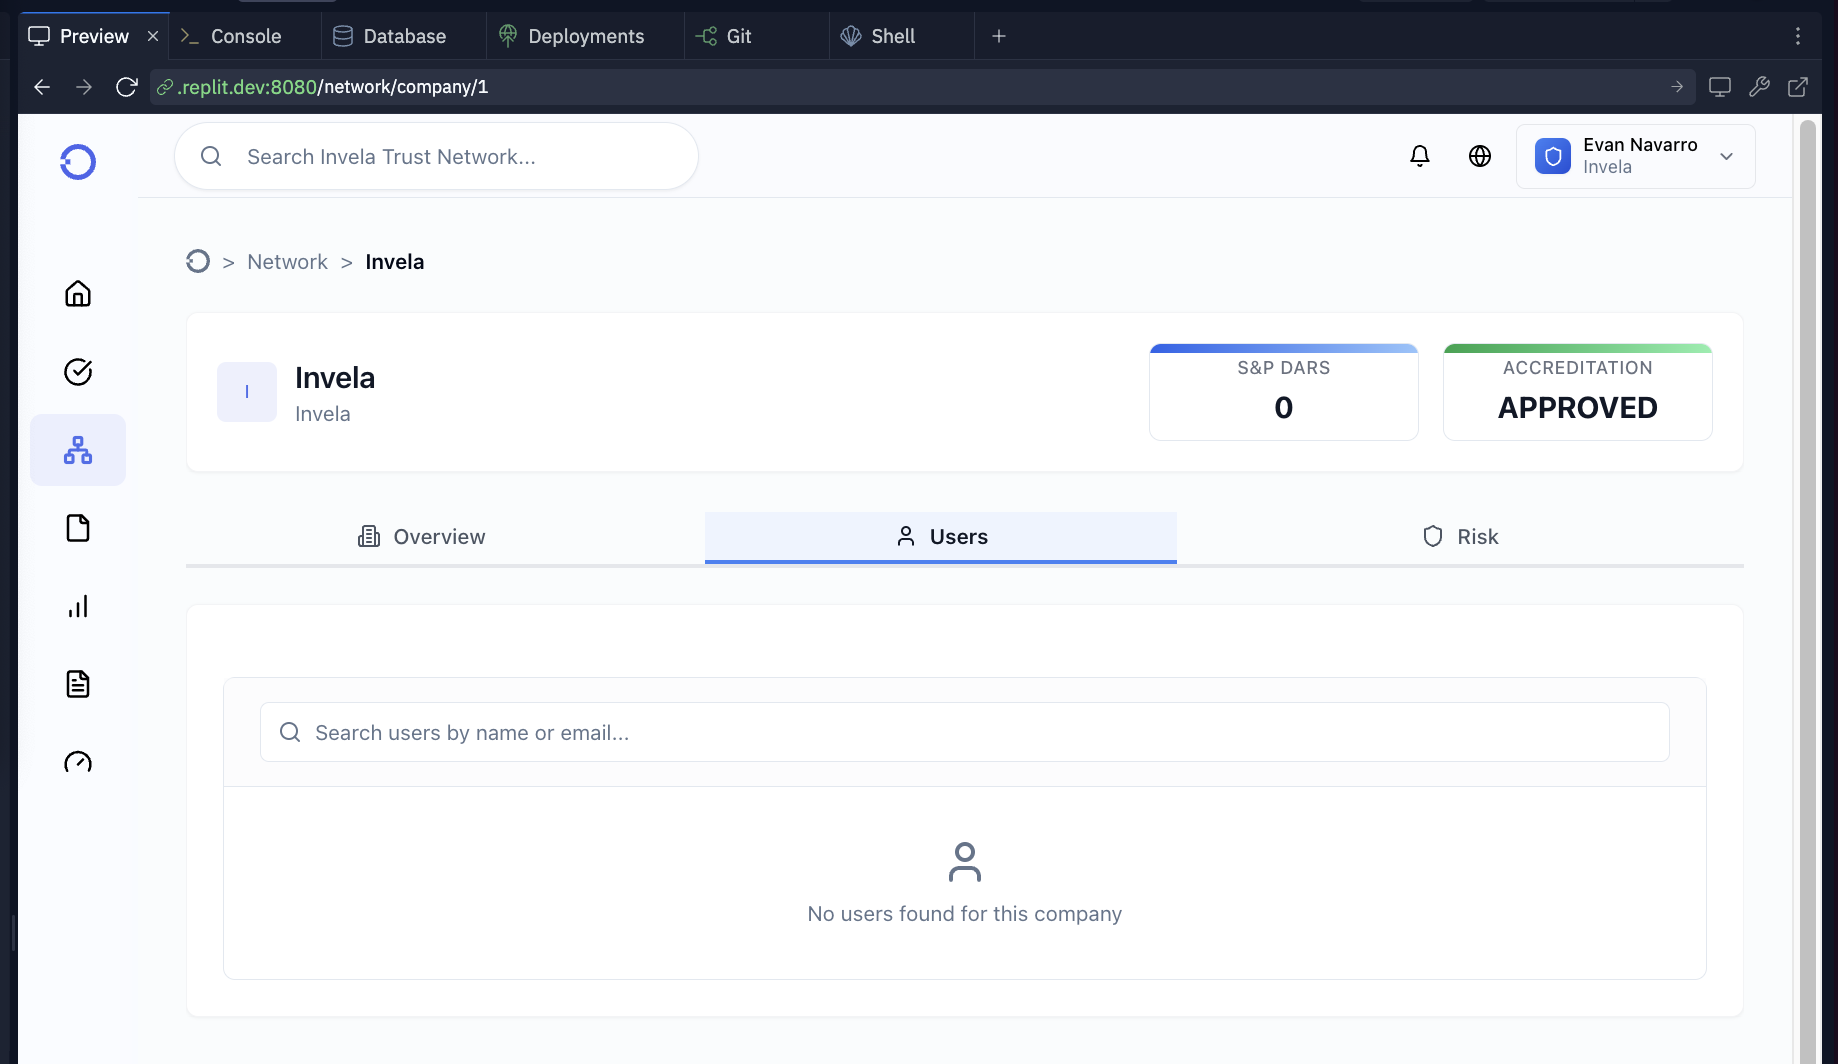 Preview
Console
Database
Deployments
Git
Shell
.replit.dev:8080/network/company/1
Search Invela Trust Network...
Evan Navarro
Invela
> Network > Invela
I
Invela
Invela
S&P DARS
0
ACCREDITATION
APPROVED
Overview
Users
Risk
Search users by name or email...
No users found for this company